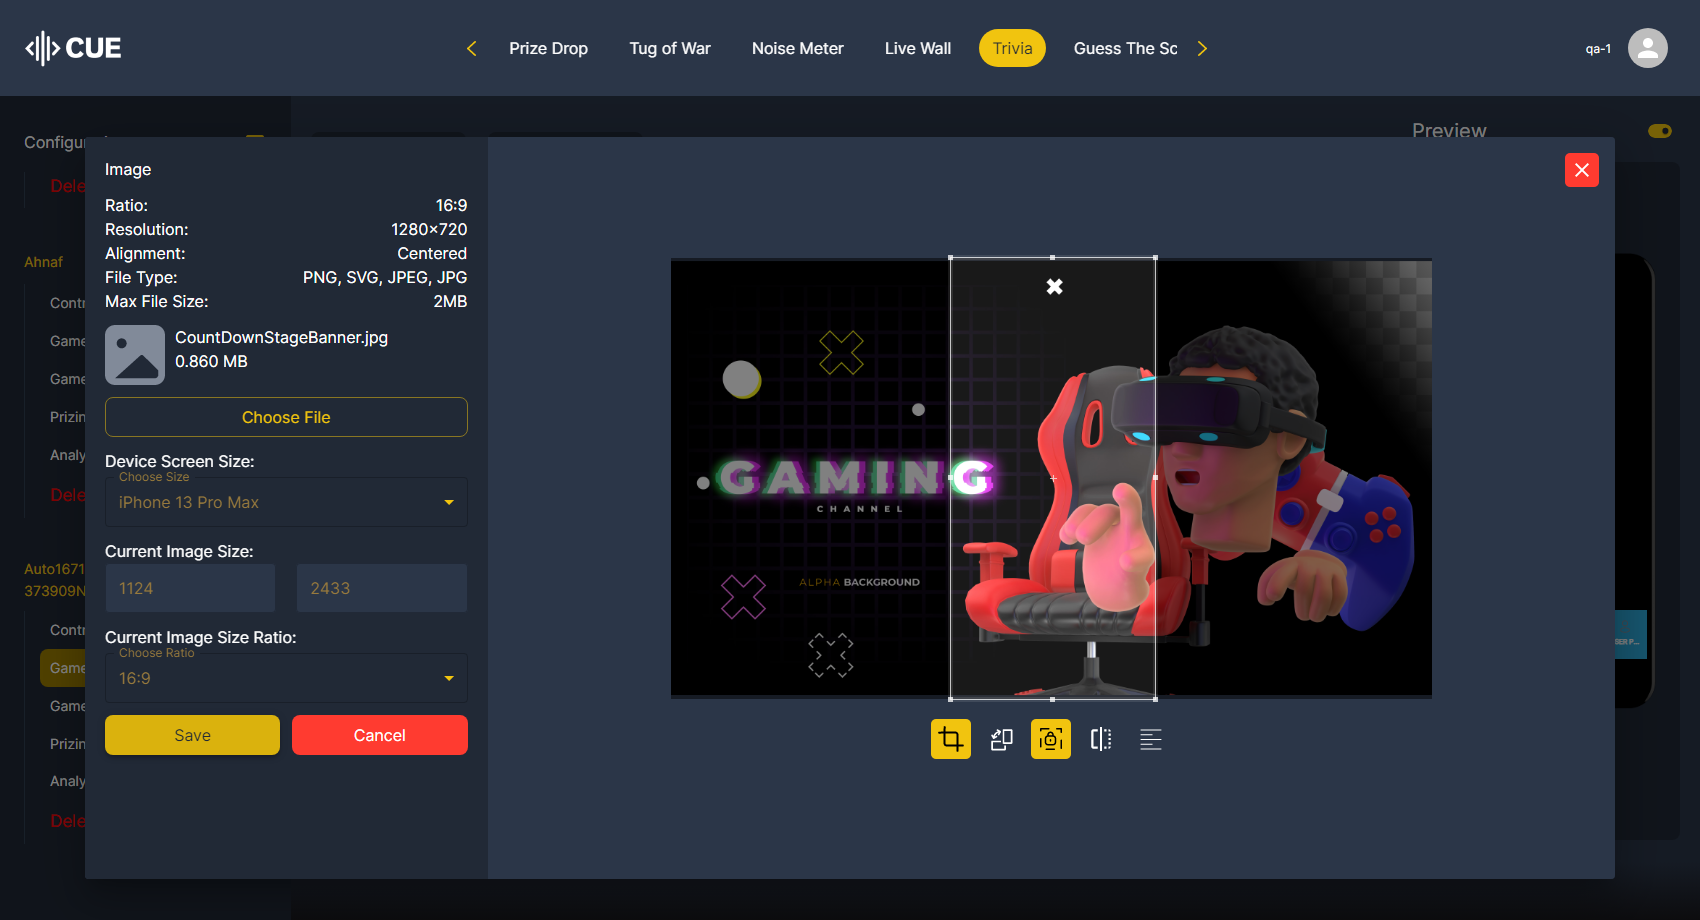 CUE
Prize Drop
Tug of War
Noise Meter
Live Wall
Trivia
Guess The Sc
qa-1
Preview
Dele
Ahnaf
Contr
Game
Game
Prizin
Analy
Dele
Auto1671
373909N
Contr
Game
Game
Prizin
Analy
Dele
Image
Ratio: 16:9
Resolution: 1280×720
Alignment: Centered
File Type: PNG, SVG, JPEG, JPG
Max File Size: 2MB
CountDownStageBanner.jpg
0.860 MB
Choose File
Device Screen Size:
Choose Size
iPhone 13 Pro Max
Current Image Size:
1124 2433
Current Image Size Ratio:
Choose Ratio
16:9
Save Cancel
GAMING
CHANNEL
ALPHA BACKGROUND